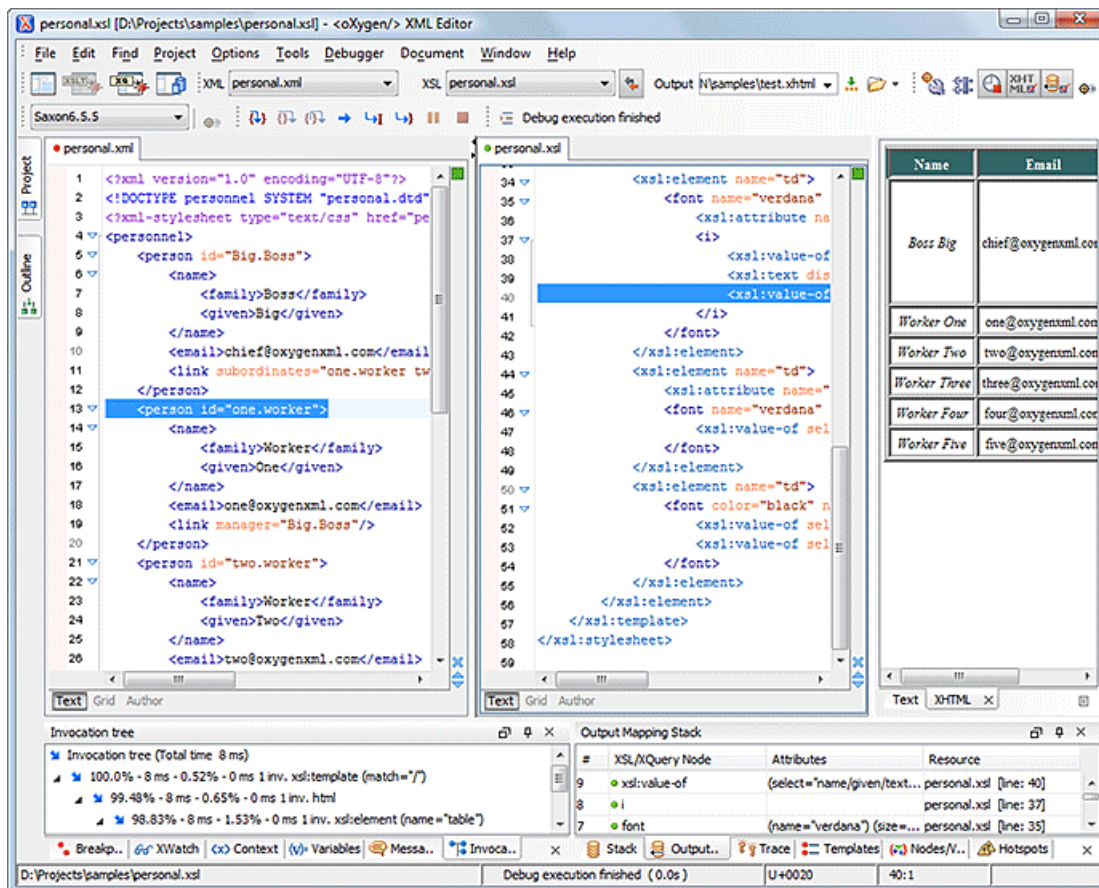 personal.xsl [D:\Projects\samples\personal.xsl] - <oXygen/> XML Editor
File Edit Find Project Options Tools Debugger Document Window Help
XML personal.xml XSL personal.xsl Output N\samples\test.xhtml
Saxon6.5.5 Debug execution finished
Project
Outline
personal.xml
1 <?xml version="1.0" encoding="UTF-8"?>
2 <!DOCTYPE personnel SYSTEM "personal.dtd"
3 <?xml-stylesheet type="text/css" href="pe
4 <personnel>
5 <person id="Big.Boss">
6 <name>
7 <family>Boss</family>
8 <given>Big</given>
9 </name>
10 <email>chief@oxygenxml.com</email
11 <link subordinates="one.worker tw
12 </person>
13 <person id="one.worker">
14 <name>
15 <family>Worker</family>
16 <given>One</given>
17 </name>
18 <email>one@oxygenxml.com</email>
19 <link manager="Big.Boss"/>
20 </person>
21 <person id="two.worker">
22 <name>
23 <family>Worker</family>
24 <given>Two</given>
25 </name>
26 <email>two@oxygenxml.com</email>
Text Grid Author
personal.xsl
34 <xsl:element name="td">
35 <font name="verdana"
36 <xsl:attribute na
37 <i>
38 <xsl:value-of
39 <xsl:text dis
40 <xsl:value-of
41 </i>
42 </font>
43 </xsl:element>
44 <xsl:element name="td">
45 <xsl:attribute name="
46 <font name="verdana"
47 <xsl:value-of sel
48 </font>
49 </xsl:element>
50 <xsl:element name="td">
51 <font color="black" n
52 <xsl:value-of sel
53 <xsl:value-of sel
54 </font>
55 </xsl:element>
56 </xsl:element>
57 </xsl:template>
58 </xsl:stylesheet>
59
Text Grid Author
Name Email
Boss Big chief@oxygenxml.com
Worker One one@oxygenxml.com
Worker Two two@oxygenxml.com
Worker Three three@oxygenxml.com
Worker Four four@oxygenxml.com
Worker Five five@oxygenxml.com
Text XHTML
Invocation tree
Invocation tree (Total time 8 ms)
100.0% - 8 ms - 0.52% - 0 ms 1 inv. xsl:template (match="/")
99.48% - 8 ms - 0.65% - 0 ms 1 inv. html
98.83% - 8 ms - 1.53% - 0 ms 1 inv. xsl:element (name="table")
Breakp.. XWatch Context Variables Messa.. Invoca..
Output Mapping Stack
# XSL/XQuery Node Attributes Resource
9 xsl:value-of (select="name/given/text... personal.xsl [line: 40]
8 i personal.xsl [line: 37]
7 font (name="verdana") (size=... personal.xsl [line: 35]
Stack Output.. Trace Templates Nodes/V.. Hotspots
D:\Projects\samples\personal.xsl Debug execution finished (0.0s) U+0020 40:1